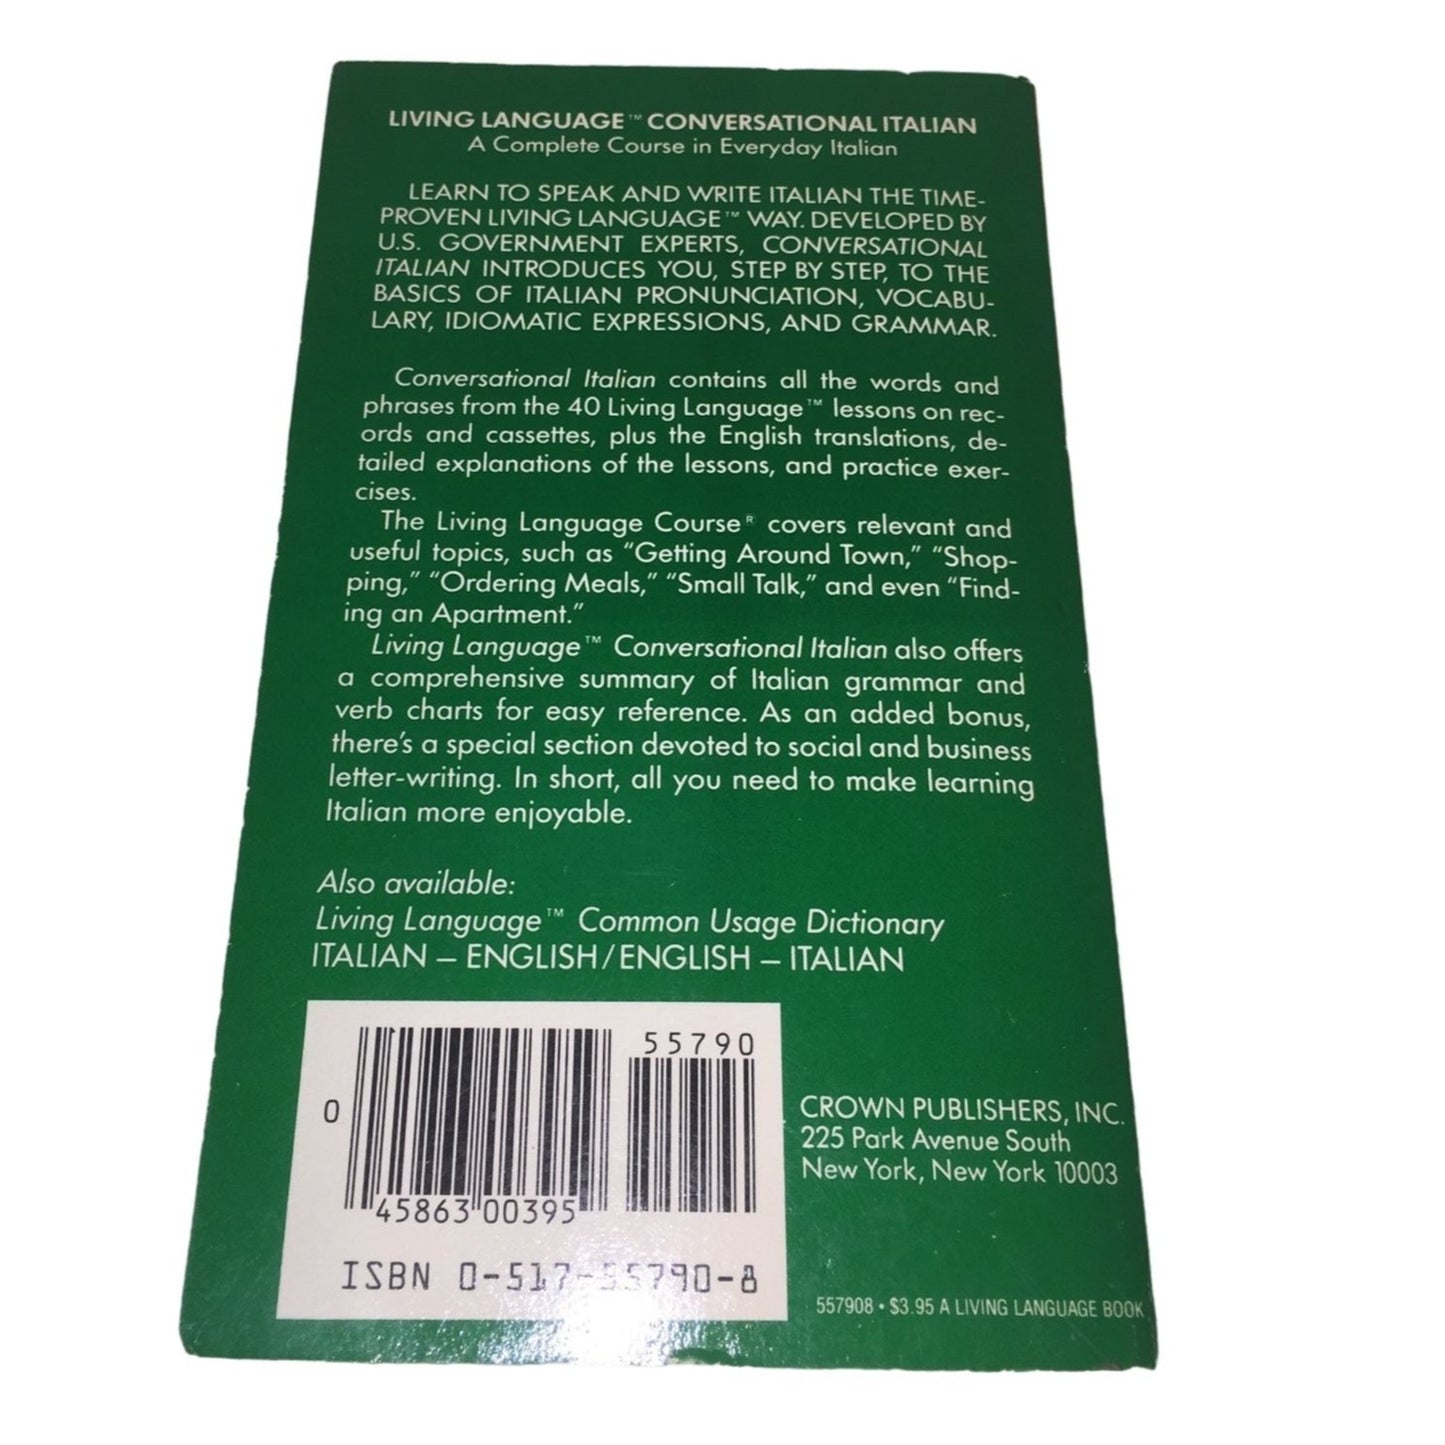 LIVING LANGUAGE™ CONVERSATIONAL ITALIAN
A Complete Course in Everyday Italian
LEARN TO SPEAK AND WRITE ITALIAN THE TIME-
PROVEN LIVING LANGUAGE™ WAY. DEVELOPED BY
U.S. GOVERNMENT EXPERTS, CONVERSATIONAL
ITALIAN INTRODUCES YOU, STEP BY STEP, TO THE
BASICS OF ITALIAN PRONUNCIATION, VOCABU-
LARY, IDIOMATIC EXPRESSIONS, AND GRAMMAR.
Conversational Italian contains all the words and
phrases from the 40 Living Language™ lessons on rec-
ords and cassettes, plus the English translations, de-
tailed explanations of the lessons, and practice exer-
cises.
The Living Language Course® covers relevant and
useful topics, such as “Getting Around Town,” “Shop-
ping,” “Ordering Meals,” “Small Talk,” and even “Find-
ing an Apartment.”
Living Language™ Conversational Italian also offers
a comprehensive summary of Italian grammar and
verb charts for easy reference. As an added bonus,
there’s a special section devoted to social and business
letter-writing. In short, all you need to make learning
Italian more enjoyable.
Also available:
Living Language™ Common Usage Dictionary
ITALIAN – ENGLISH/ENGLISH – ITALIAN
55790
0
45863 00395
ISBN 0-517-55790-8
CROWN PUBLISHERS, INC.
225 Park Avenue South
New York, New York 10003
557908 • $3.95 A LIVING LANGUAGE BOOK